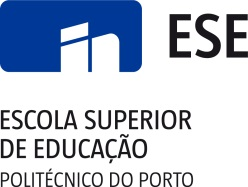 ESE
ESCOLA SUPERIOR
DE EDUCAÇÃO
POLITÉCNICO DO PORTO